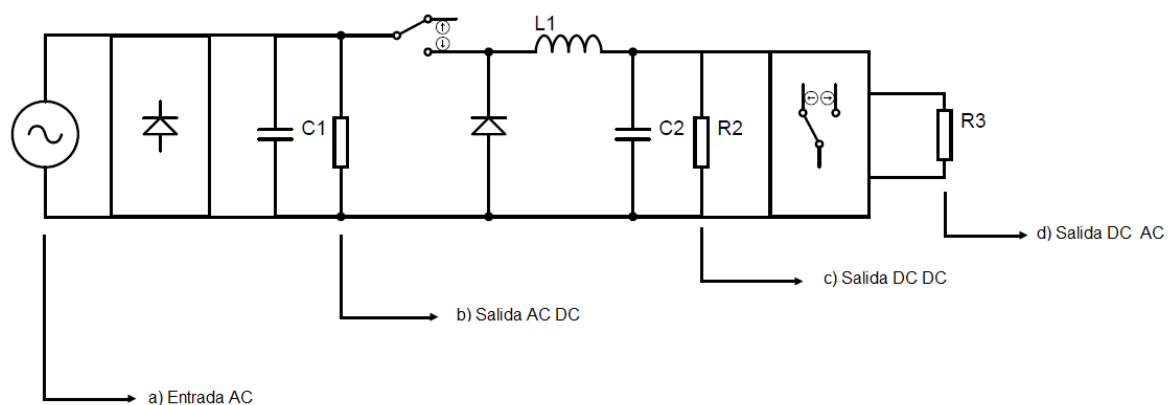 L1
C1
C2
R2
R3
d) Salida DC AC
c) Salida DC DC
b) Salida AC DC
a) Entrada AC